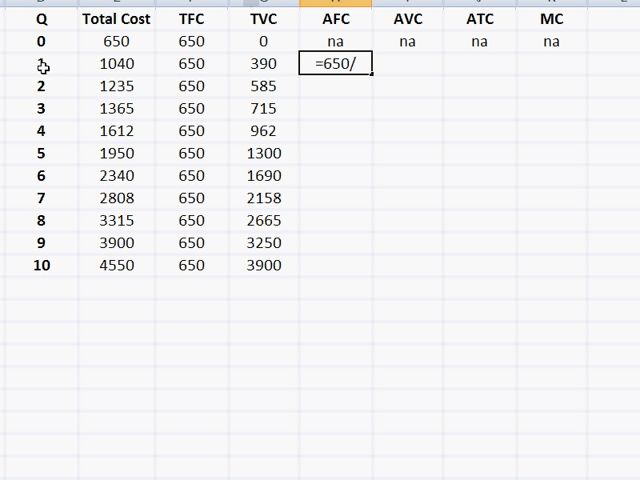 Q Total Cost TFC TVC AFC AVC ATC MC
0 650 650 0 na na na na
1040 650 390 =650/
2 1235 650 585
3 1365 650 715
4 1612 650 962
5 1950 650 1300
6 2340 650 1690
7 2808 650 2158
8 3315 650 2665
9 3900 650 3250
10 4550 650 3900